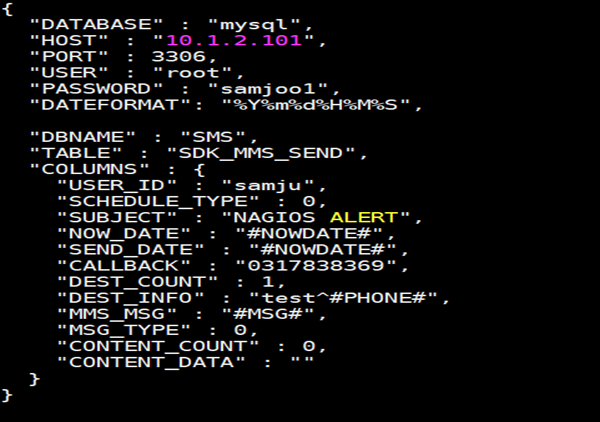 {
"DATABASE" : "mysql",
"HOST" : "10.1.2.101",
"PORT" : 3306,
"USER" : "root",
"PASSWORD" : "samjoo1",
"DATEFORMAT": "%Y%m%d%H%M%S",
"DBNAME" : "SMS",
"TABLE" : "SDK_MMS_SEND",
"COLUMNS" : {
"USER_ID" : "samju",
"SCHEDULE_TYPE" : 0,
"SUBJECT" : "NAGIOS ALERT",
"NOW_DATE" : "#NOWDATE#",
"SEND_DATE" : "#NOWDATE#",
"CALLBACK" : "0317838369",
"DEST_COUNT" : 1,
"DEST_INFO" : "test^#PHONE#",
"MMS_MSG" : "#MSG#",
"MSG_TYPE" : 0,
"CONTENT_COUNT" : 0,
"CONTENT_DATA" : ""
}
}